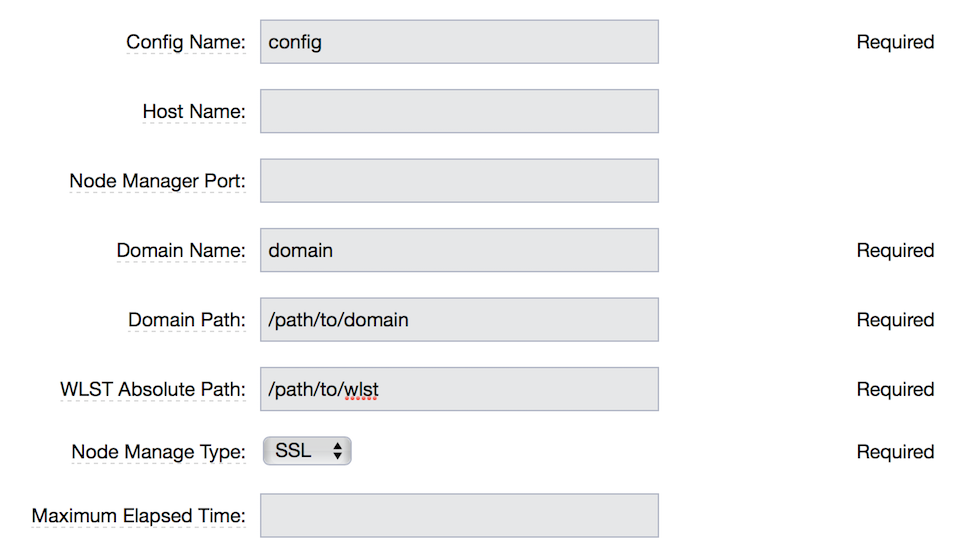 Config Name: config Required
Host Name:
Node Manager Port:
Domain Name: domain Required
Domain Path: /path/to/domain Required
WLST Absolute Path: /path/to/wlst Required
Node Manage Type: SSL Required
Maximum Elapsed Time: